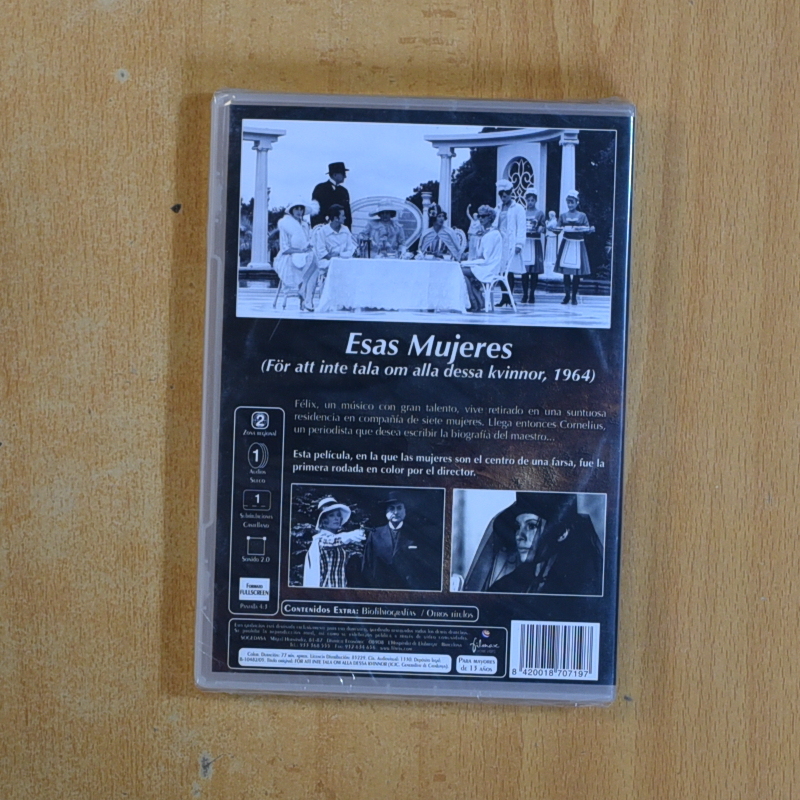 Esas Mujeres
(För att inte tala om alla dessa kvinnor, 1964)
Félix, un músico con gran talento, vive retirado en una suntuosa
residencia en compañía de siete mujeres. Llega entonces Cornelius,
un periodista que desea escribir la biografía del maestro...
Esta película, en la que las mujeres son el centro de una farsa, fue la
primera rodada en color por el director.
2
Zona regional
1
Audios
Sueco
1
Subtitulaciones
Castellano
Sonido 2.0
Formato
FULLSCREEN
Pantalla 4:3
Contenidos Extra: Biofilmografías / Otros títulos
filmax
Para mayores
de 13 años
8 420018 707197